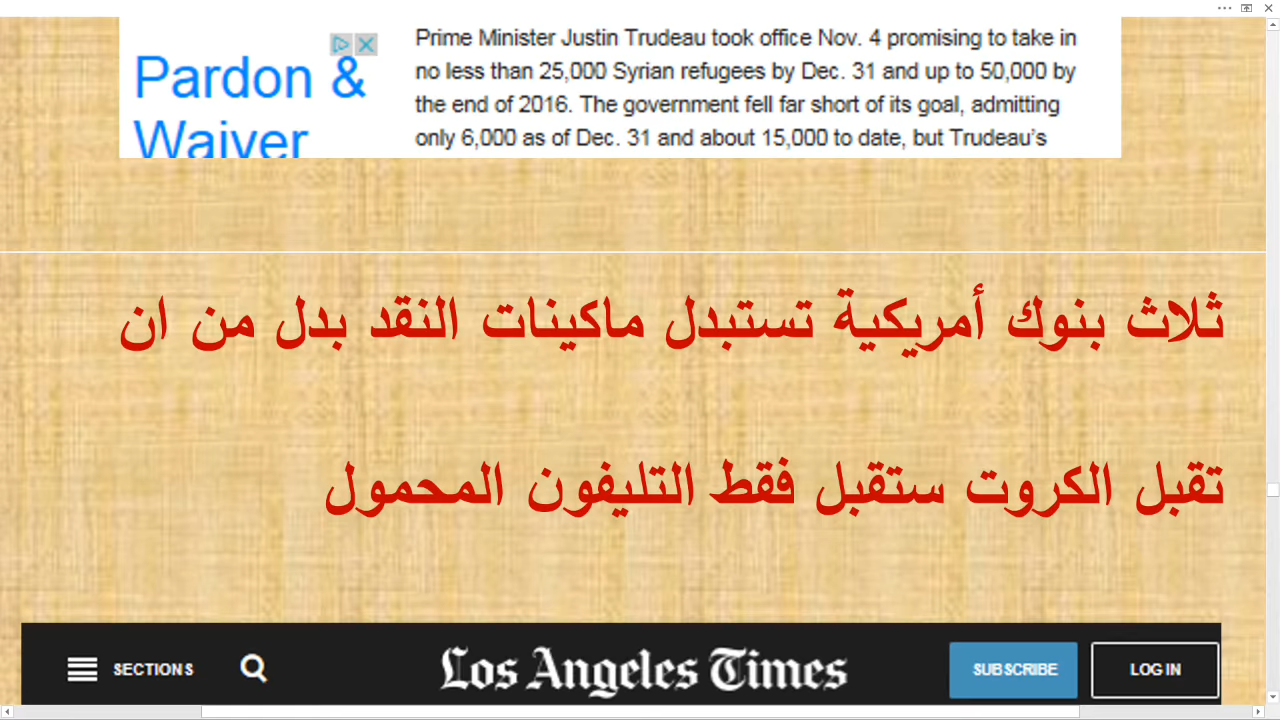 Pardon &
Waiver
Prime Minister Justin Trudeau took office Nov. 4 promising to take in
no less than 25,000 Syrian refugees by Dec. 31 and up to 50,000 by
the end of 2016. The government fell far short of its goal, admitting
only 6,000 as of Dec. 31 and about 15,000 to date, but Trudeau's
ثلاث بنوك أمريكية تستبدل ماكينات النقد بدل من ان
تقبل الكروت ستقبل فقط التليفون المحمول
SECTIONS Los Angeles Times SUBSCRIBE LOG IN